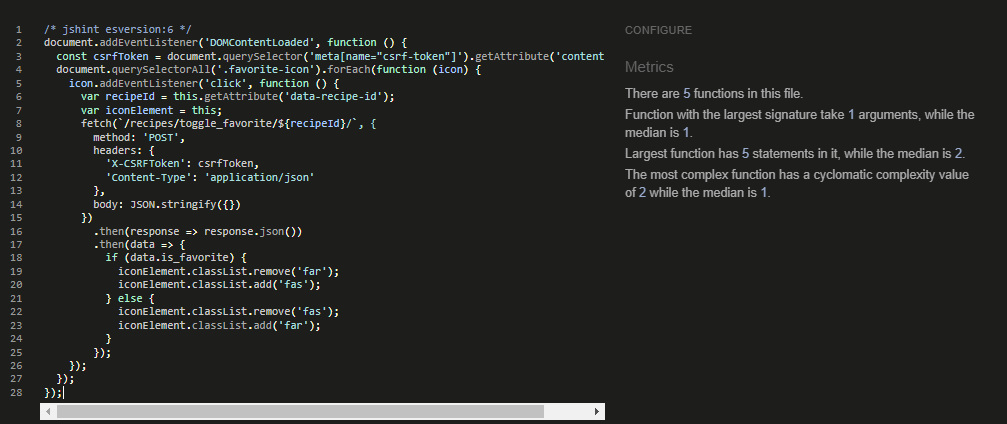 CONFIGURE
1 /* jshint esversion:6 */
2 document.addEventListener('DOMContentLoaded', function () {
3   const csrfToken = document.querySelector('meta[name="csrf-token"]').getAttribute('content
4   document.querySelectorAll('.favorite-icon').forEach(function (icon) {
5     icon.addEventListener('click', function () {
6       var recipeId = this.getAttribute('data-recipe-id');
7       var iconElement = this;
8       fetch(`/recipes/toggle_favorite/${recipeId}/`, {
9         method: 'POST',
10         headers: {
11           'X-CSRFToken': csrfToken,
12           'Content-Type': 'application/json'
13         },
14         body: JSON.stringify({})
15       })
16         .then(response => response.json())
17         .then(data => {
18           if (data.is_favorite) {
19             iconElement.classList.remove('far');
20             iconElement.classList.add('fas');
21           } else {
22             iconElement.classList.remove('fas');
23             iconElement.classList.add('far');
24           }
25         });
26     });
27   });
28 });
Metrics
There are 5 functions in this file.
Function with the largest signature take 1 arguments, while the
median is 1.
Largest function has 5 statements in it, while the median is 2.
The most complex function has a cyclomatic complexity value
of 2 while the median is 1.